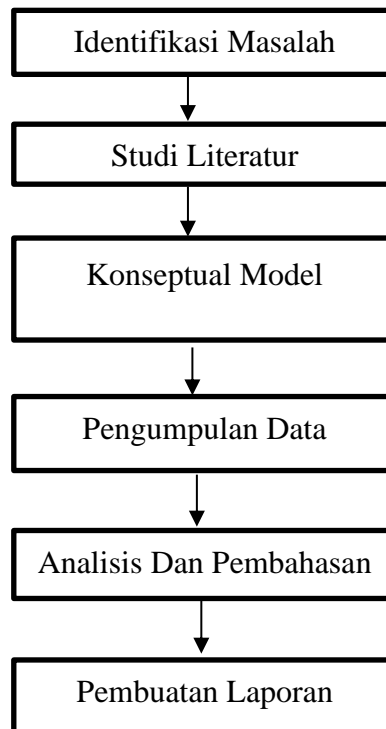 Identifikasi Masalah
Studi Literatur
Konseptual Model
Pengumpulan Data
Analisis Dan Pembahasan
Pembuatan Laporan